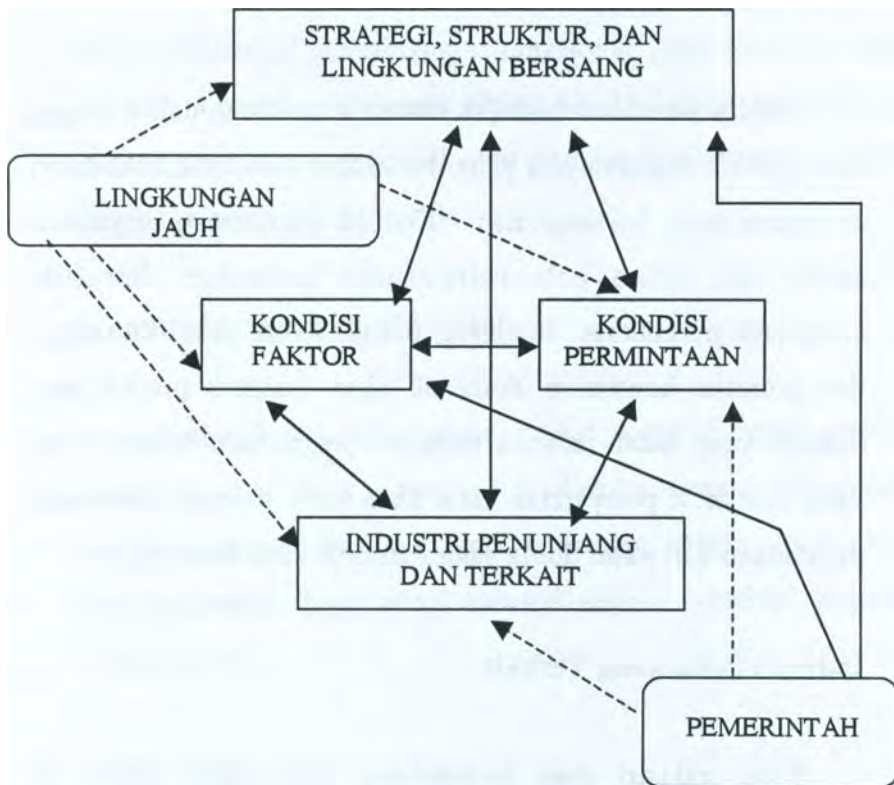 STRATEGI, STRUKTUR, DAN
LINGKUNGAN BERSAING
LINGKUNGAN
JAUH
KONDISI
FAKTOR
KONDISI
PERMINTAAN
INDUSTRI PENUNJANG
DAN TERKAIT
PEMERINTAH